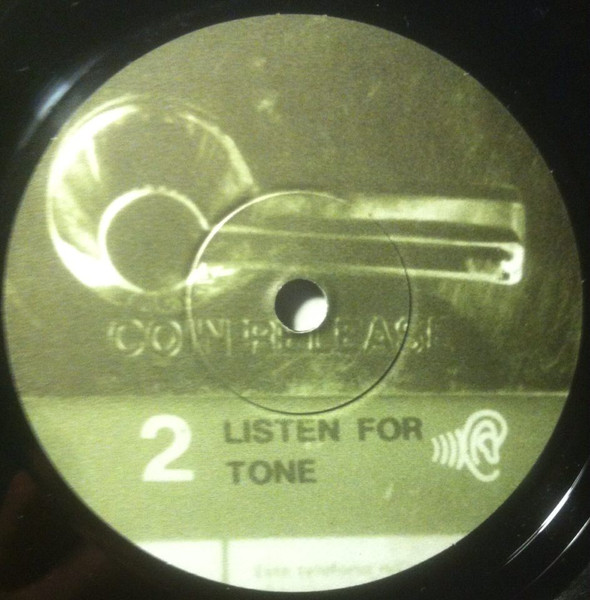 COIN RELEASE
2 LISTEN FOR
TONE